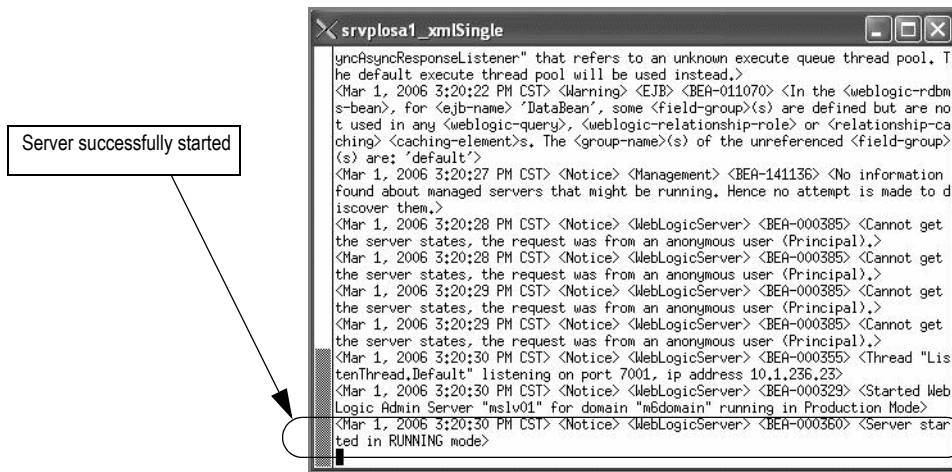 srvplosa1_xmlSingle
yncAsyncResponseListener" that refers to an unknown execute queue thread pool. T
he default execute thread pool will be used instead.>
<Mar 1, 2006 3:20:22 PM CST> <Warning> <EJB> <BEA-011070> <In the <weblogic-rdbm
s-bean>, for <ejb-name> 'DataBean', some <field-group>(s) are defined but are no
t used in any <weblogic-query>, <weblogic-relationship-role> or <relationship-ca
ching> <caching-element>s. The <group-name>(s) of the unreferenced <field-group>
(s) are: 'default'>
<Mar 1, 2006 3:20:27 PM CST> <Notice> <Management> <BEA-141136> <No information
found about managed servers that might be running. Hence no attempt is made to d
iscover them.>
<Mar 1, 2006 3:20:28 PM CST> <Notice> <WebLogicServer> <BEA-000385> <Cannot get
the server states, the request was from an anonymous user (Principal).>
<Mar 1, 2006 3:20:28 PM CST> <Notice> <WebLogicServer> <BEA-000385> <Cannot get
the server states, the request was from an anonymous user (Principal).>
<Mar 1, 2006 3:20:29 PM CST> <Notice> <WebLogicServer> <BEA-000385> <Cannot get
the server states, the request was from an anonymous user (Principal).>
<Mar 1, 2006 3:20:29 PM CST> <Notice> <WebLogicServer> <BEA-000385> <Cannot get
the server states, the request was from an anonymous user (Principal).>
<Mar 1, 2006 3:20:30 PM CST> <Notice> <WebLogicServer> <BEA-000355> <Thread "Lis
tenThread.Default" listening on port 7001, ip address 10.1.236.23>
<Mar 1, 2006 3:20:30 PM CST> <Notice> <WebLogicServer> <BEA-000329> <Started Web
Logic Admin Server "mslv01" for domain "m6domain" running in Production Mode>
<Mar 1, 2006 3:20:30 PM CST> <Notice> <WebLogicServer> <BEA-000360> <Server star
ted in RUNNING mode>
Server successfully started